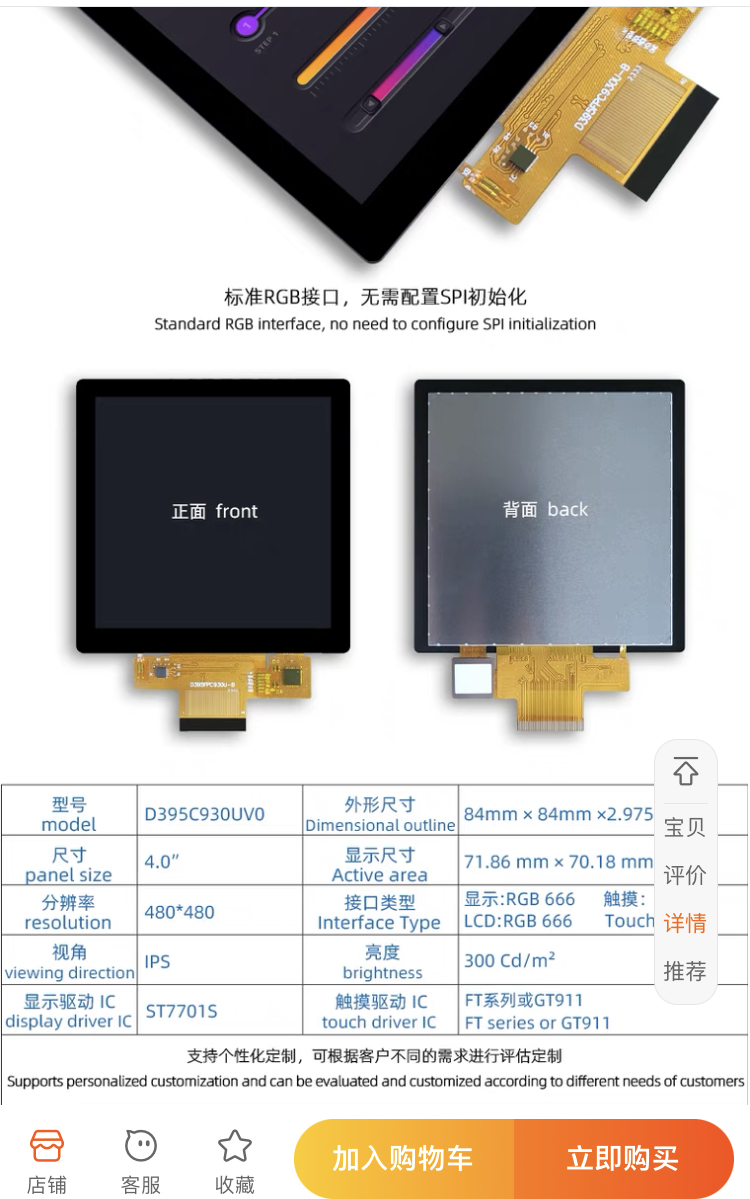 1
STEP 1
D395FPC930U-B
标准RGB接口，无需配置SPI初始化
Standard RGB interface, no need to configure SPI initialization
正面 front
背面 back
D395FPC930U-B
型号
model
D395C930UV0
外形尺寸
Dimensional outline
84mm × 84mm ×2.975
尺寸
panel size
4.0”
显示尺寸
Active area
71.86 mm × 70.18 mm
分辨率
resolution
480*480
接口类型
Interface Type
显示:RGB 666 触摸:
LCD:RGB 666 Touch
视角
viewing direction
IPS
亮度
brightness
300 Cd/m²
显示驱动 IC
display driver IC
ST7701S
触摸驱动 IC
touch driver IC
FT系列或GT911
FT series or GT911
支持个性化定制，可根据客户不同的需求进行评估定制
Supports personalized customization and can be evaluated and customized according to different needs of customers
宝贝
评价
详情
推荐
店铺
客服
收藏
加入购物车
立即购买